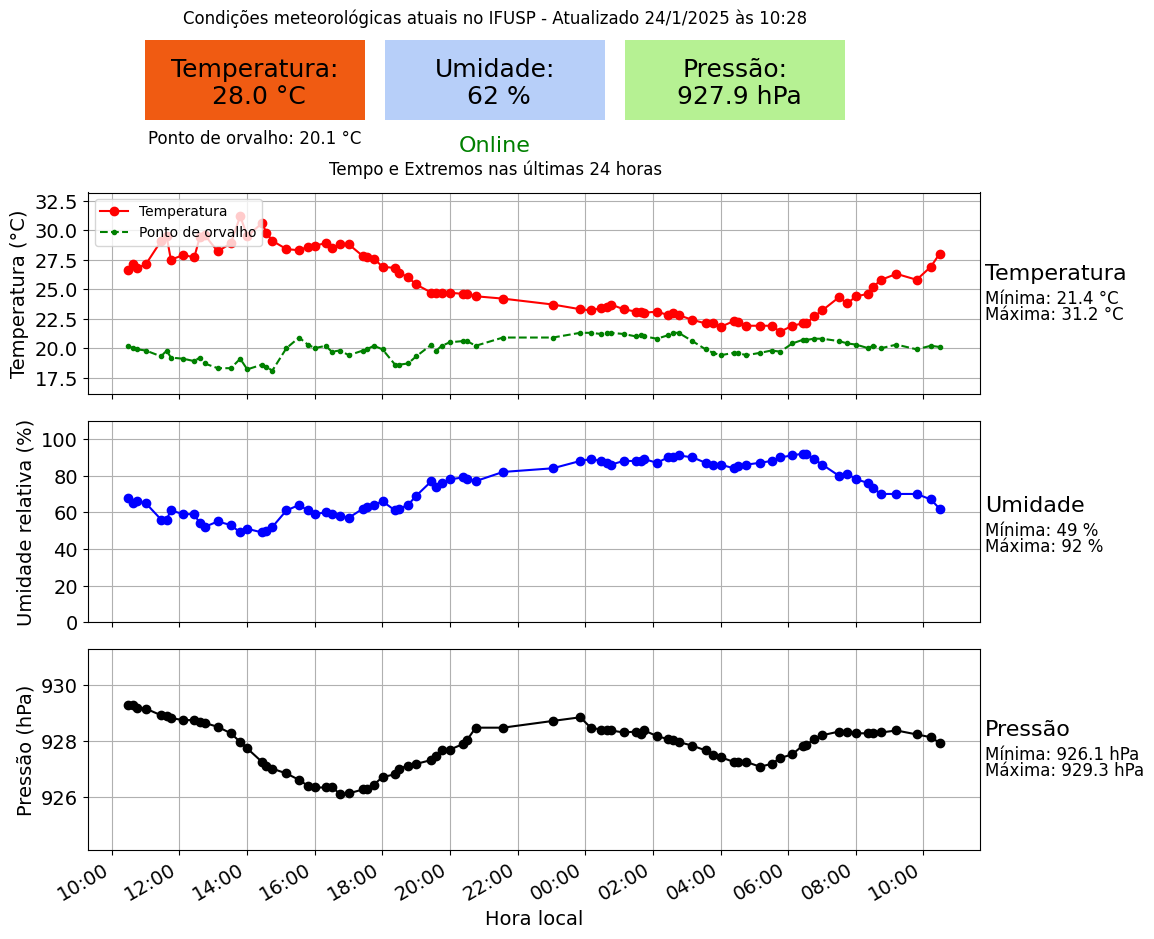 Condições meteorológicas atuais no IFUSP - Atualizado 24/1/2025 às 10:28
Temperatura:
28.0 °C
Umidade:
62 %
Pressão:
927.9 hPa
Ponto de orvalho: 20.1 °C
Online
Tempo e Extremos nas últimas 24 horas
Temperatura (°C)
32.5
30.0
27.5
25.0
22.5
20.0
17.5
Temperatura
Ponto de orvalho
Temperatura
Mínima: 21.4 °C
Máxima: 31.2 °C
Umidade relativa (%)
100
80
60
40
20
0
Umidade
Mínima: 49 %
Máxima: 92 %
Pressão (hPa)
930
928
926
Pressão
Mínima: 926.1 hPa
Máxima: 929.3 hPa
10:00 12:00 14:00 16:00 18:00 20:00 22:00 00:00 02:00 04:00 06:00 08:00 10:00
Hora local